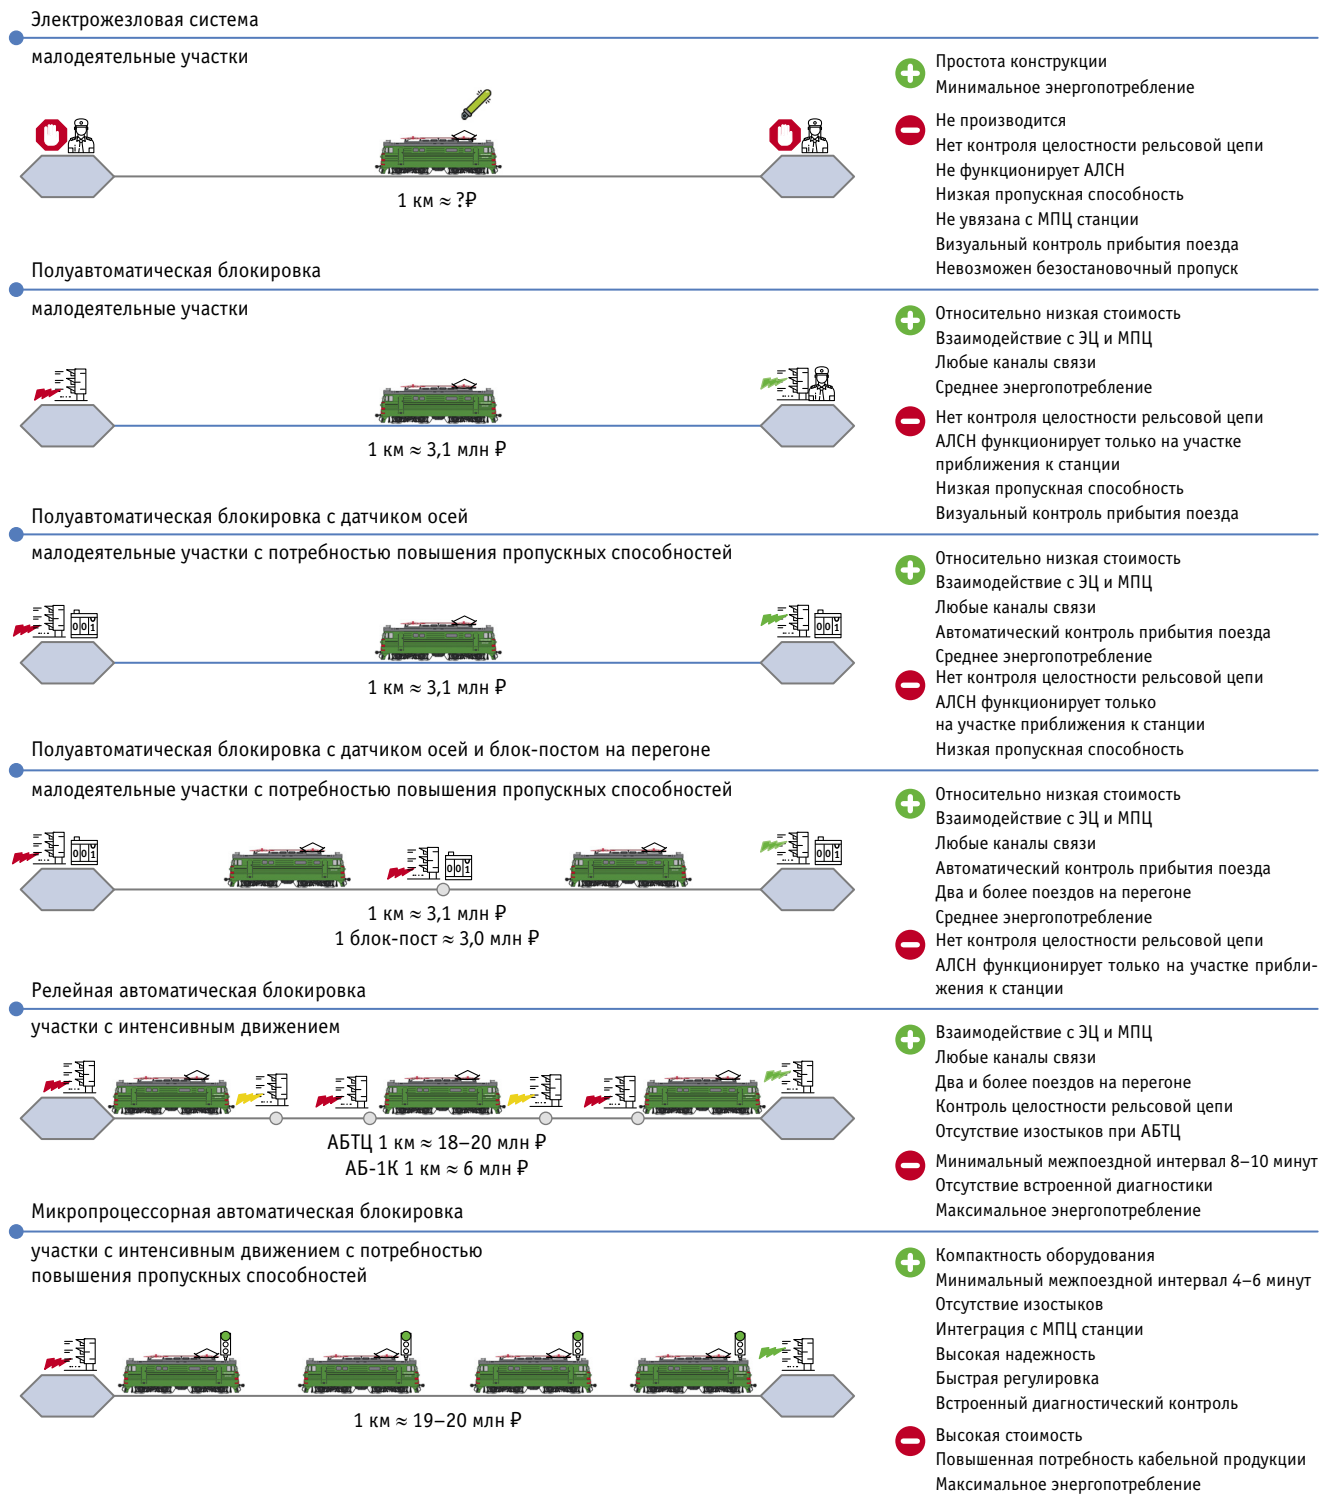 Электрожезловая система
малодеятельные участки
1 км ≈ ?₽
Простота конструкции
Минимальное энергопотребление
Не производится
Нет контроля целостности рельсовой цепи
Не функционирует АЛСН
Низкая пропускная способность
Не увязана с МПЦ станции
Визуальный контроль прибытия поезда
Невозможен безостановочный пропуск
Полуавтоматическая блокировка
малодеятельные участки
1 км ≈ 3,1 млн ₽
Относительно низкая стоимость
Взаимодействие с ЭЦ и МПЦ
Любые каналы связи
Среднее энергопотребление
Нет контроля целостности рельсовой цепи
АЛСН функционирует только на участке
приближения к станции
Низкая пропускная способность
Визуальный контроль прибытия поезда
Полуавтоматическая блокировка с датчиком осей
малодеятельные участки с потребностью повышения пропускных способностей
001
001
1 км ≈ 3,1 млн ₽
Относительно низкая стоимость
Взаимодействие с ЭЦ и МПЦ
Любые каналы связи
Автоматический контроль прибытия поезда
Среднее энергопотребление
Нет контроля целостности рельсовой цепи
АЛСН функционирует только
на участке приближения к станции
Низкая пропускная способность
Полуавтоматическая блокировка с датчиком осей и блок-постом на перегоне
малодеятельные участки с потребностью повышения пропускных способностей
001
001
001
1 км ≈ 3,1 млн ₽
1 блок-пост ≈ 3,0 млн ₽
Относительно низкая стоимость
Взаимодействие с ЭЦ и МПЦ
Любые каналы связи
Автоматический контроль прибытия поезда
Два и более поездов на перегоне
Среднее энергопотребление
Нет контроля целостности рельсовой цепи
АЛСН функционирует только на участке прибли-
жения к станции
Релейная автоматическая блокировка
участки с интенсивным движением
АБТЦ 1 км ≈ 18–20 млн ₽
АБ-1К 1 км ≈ 6 млн ₽
Взаимодействие с ЭЦ и МПЦ
Любые каналы связи
Два и более поездов на перегоне
Контроль целостности рельсовой цепи
Отсутствие изостыков при АБТЦ
Минимальный межпоездной интервал 8–10 минут
Отсутствие встроенной диагностики
Максимальное энергопотребление
Микропроцессорная автоматическая блокировка
участки с интенсивным движением с потребностью
повышения пропускных способностей
1 км ≈ 19–20 млн ₽
Компактность оборудования
Минимальный межпоездной интервал 4–6 минут
Отсутствие изостыков
Интеграция с МПЦ станции
Высокая надежность
Быстрая регулировка
Встроенный диагностический контроль
Высокая стоимость
Повышенная потребность кабельной продукции
Максимальное энергопотребление